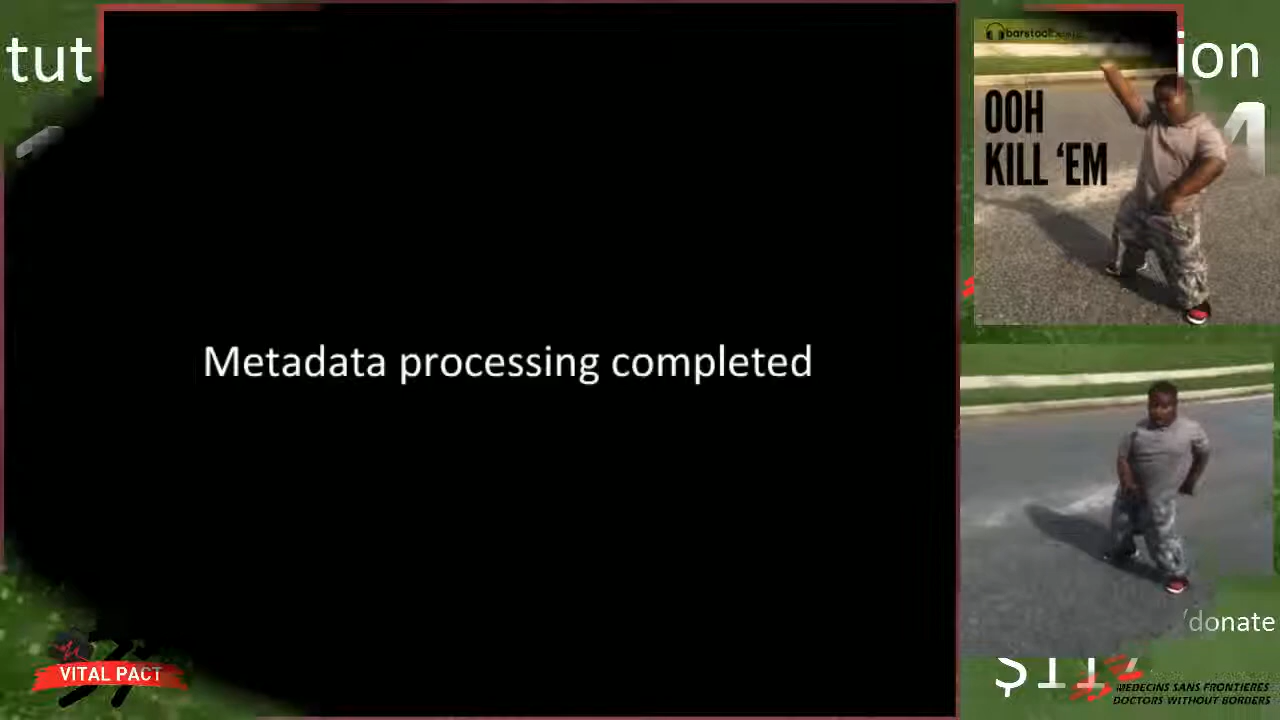 tut
ion
barstool
OOH
KILL 'EM
Metadata processing completed
/donate
VITAL PACT
MEDECINS SANS FRONTIERES
DOCTORS WITHOUT BORDERS